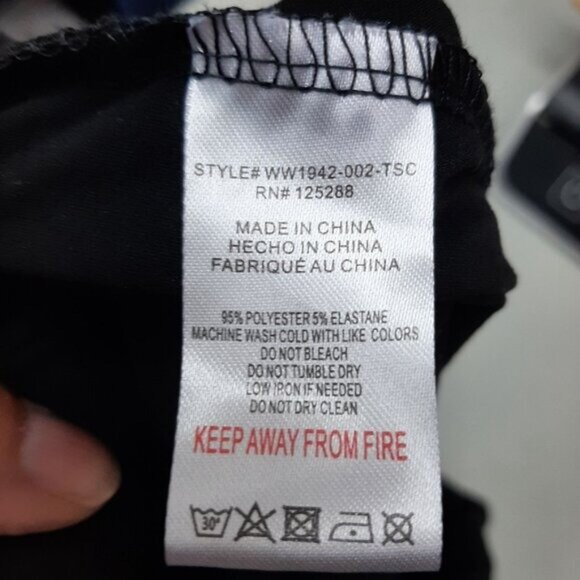 STYLE# WW1942-002-TSC
RN# 125288
MADE IN CHINA
HECHO IN CHINA
FABRIQUÉ AU CHINA
95% POLYESTER 5% ELASTANE
MACHINE WASH COLD WITH LIKE COLORS
DO NOT BLEACH
DO NOT TUMBLE DRY
LOW IRON IF NEEDED
DO NOT DRY CLEAN
KEEP AWAY FROM FIRE
30°